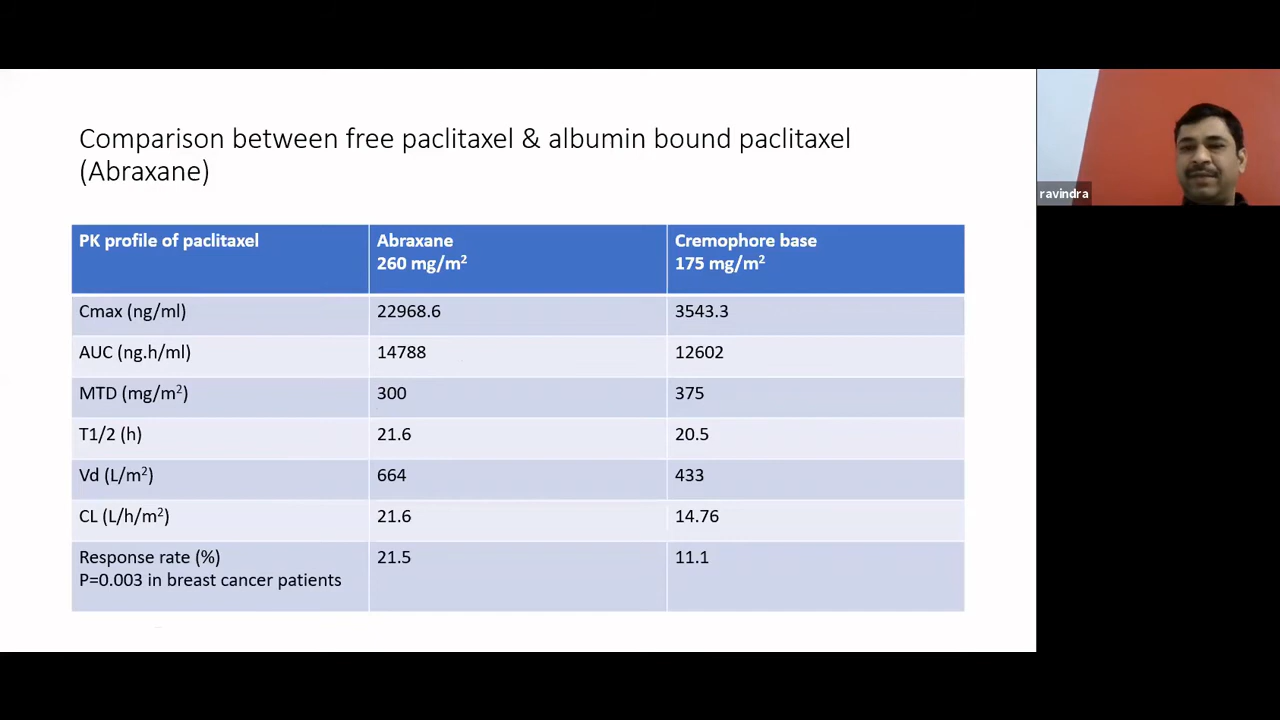 Comparison between free paclitaxel & albumin bound paclitaxel
(Abraxane)
PK profile of paclitaxel
Abraxane
260 mg/m²
Cremophore base
175 mg/m²
Cmax (ng/ml) 22968.6 3543.3
AUC (ng.h/ml) 14788 12602
MTD (mg/m²) 300 375
T1/2 (h) 21.6 20.5
Vd (L/m²) 664 433
CL (L/h/m²) 21.6 14.76
Response rate (%) 21.5 11.1
P=0.003 in breast cancer patients
ravindra